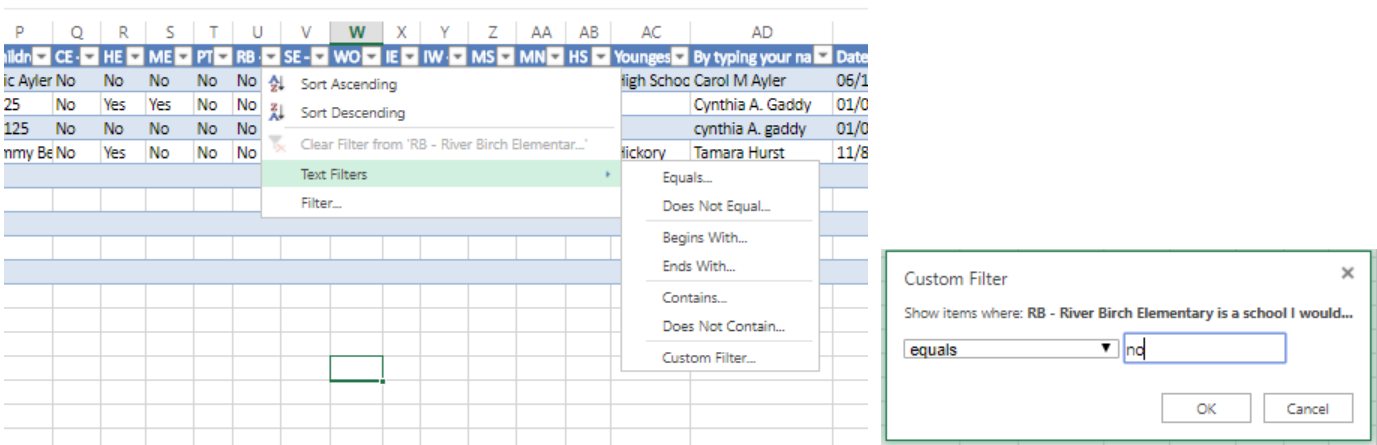 P Q R S T U V W X Y Z AA AB AC AD
ildn CE - HE ME PT RB - SE - WO IE IW - MS MN HS Younges By typing your na Date
ic Ayler No No No No No High Schoo Carol M Ayler 06/1
25 No Yes Yes No No Cynthia A. Gaddy 01/0
125 No No No No No cynthia A. gaddy 01/0
mmy Be No Yes No No No Hickory Tamara Hurst 11/8
Sort Ascending
Sort Descending
Clear Filter from 'RB - River Birch Elementar...'
Text Filters
Filter...
Equals...
Does Not Equal...
Begins With...
Ends With...
Contains...
Does Not Contain...
Custom Filter...
Custom Filter
Show items where: RB - River Birch Elementary is a school I would...
equals no
OK Cancel